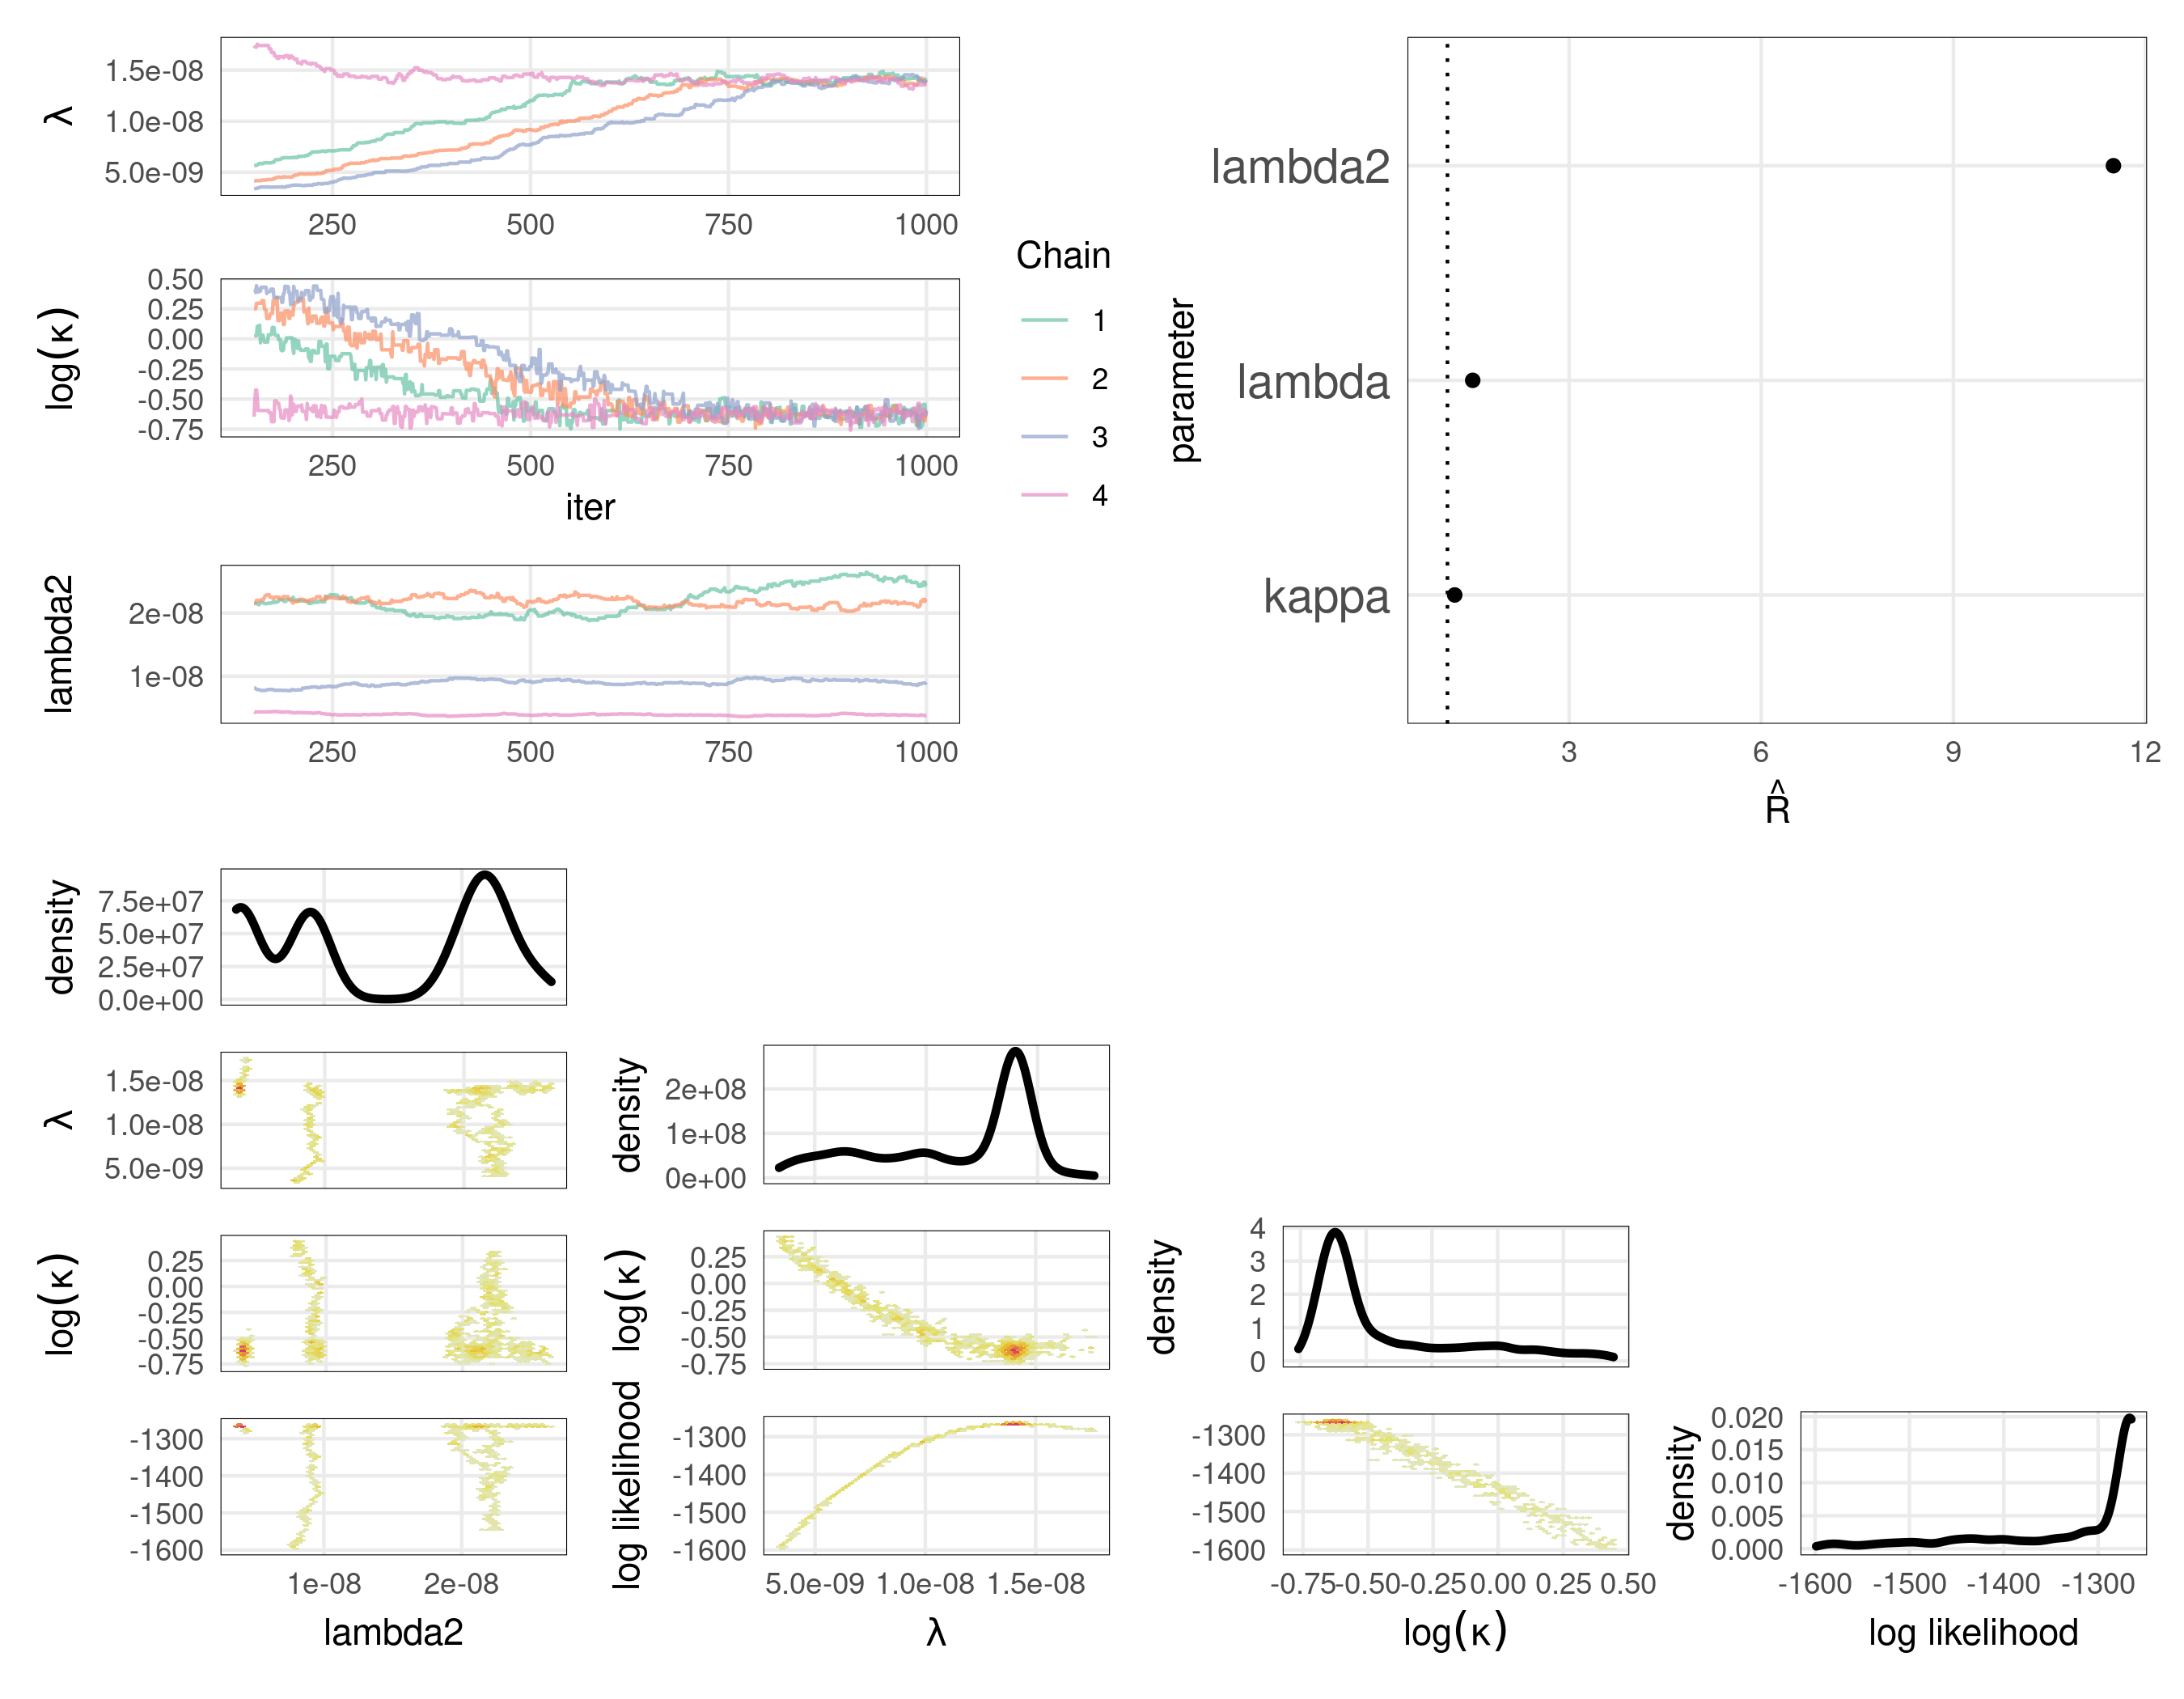 λ
1.5e-08
1.0e-08
5.0e-09
250 500 750 1000
log(κ)
0.50
0.25
0.00
-0.25
-0.50
-0.75
250 500 750 1000
iter
lambda2
2e-08
1e-08
250 500 750 1000
Chain
1
2
3
4
parameter
lambda2
lambda
kappa
3 6 9 12
R̂
density
7.5e+07
5.0e+07
2.5e+07
0.0e+00
λ
1.5e-08
1.0e-08
5.0e-09
density
2e+08
1e+08
0e+00
log(κ)
0.25
0.00
-0.25
-0.50
-0.75
log(κ)
0.25
0.00
-0.25
-0.50
-0.75
density
4
3
2
1
0
-1300
-1400
-1500
-1600
1e-08 2e-08
lambda2
log likelihood
-1300
-1400
-1500
-1600
5.0e-09 1.0e-08 1.5e-08
λ
-1300
-1400
-1500
-1600
-0.75 -0.50 -0.25 0.00 0.25 0.50
log(κ)
density
0.020
0.015
0.010
0.005
0.000
-1600 -1500 -1400 -1300
log likelihood